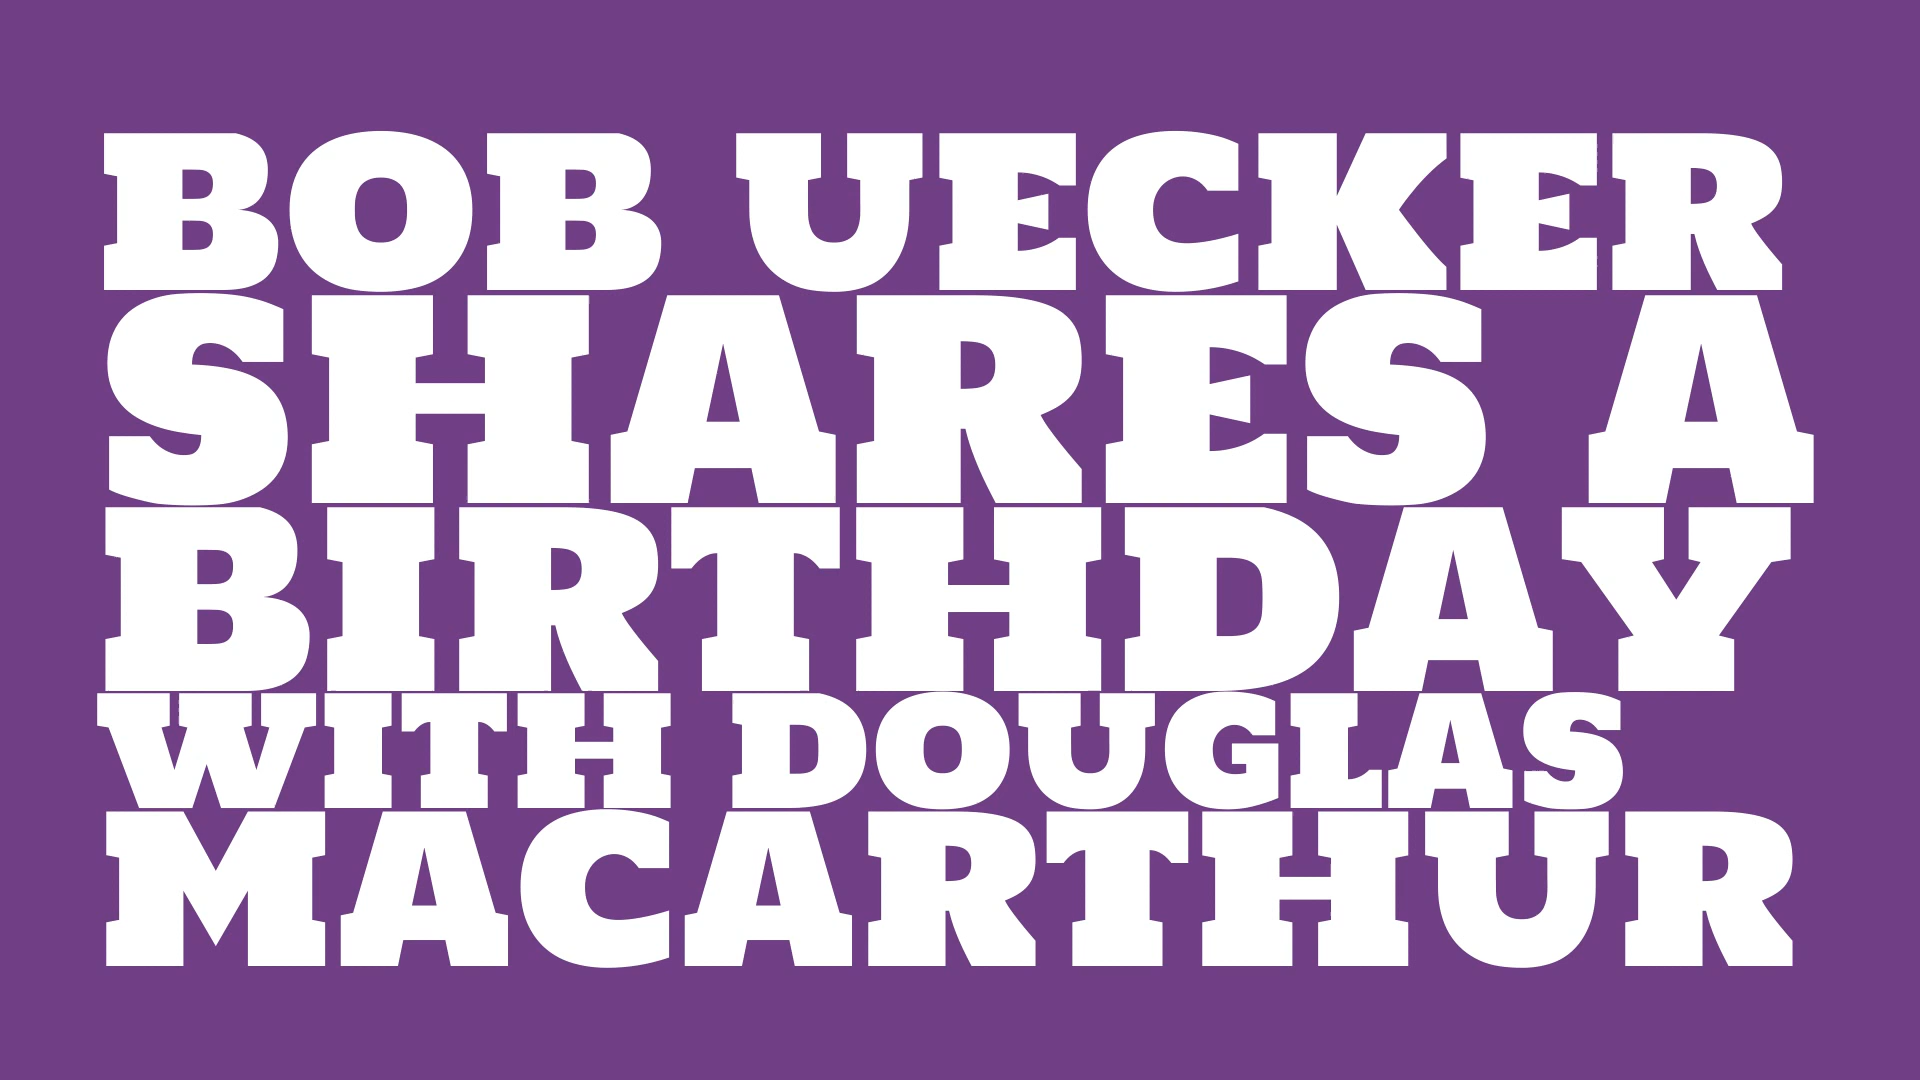 BOB UECKER
SHARES A
BIRTHDAY
WITH DOUGLAS
MACARTHUR